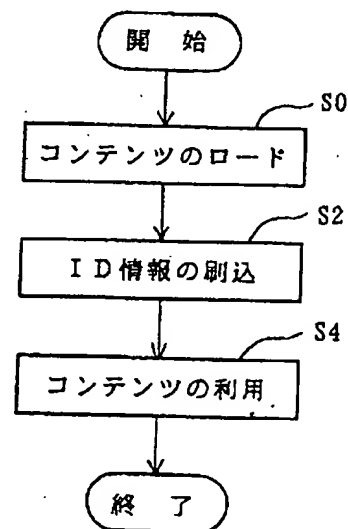 開 始
S0
コンテンツのロード
S2
ID情報の刷込
S4
コンテンツの利用
終 了